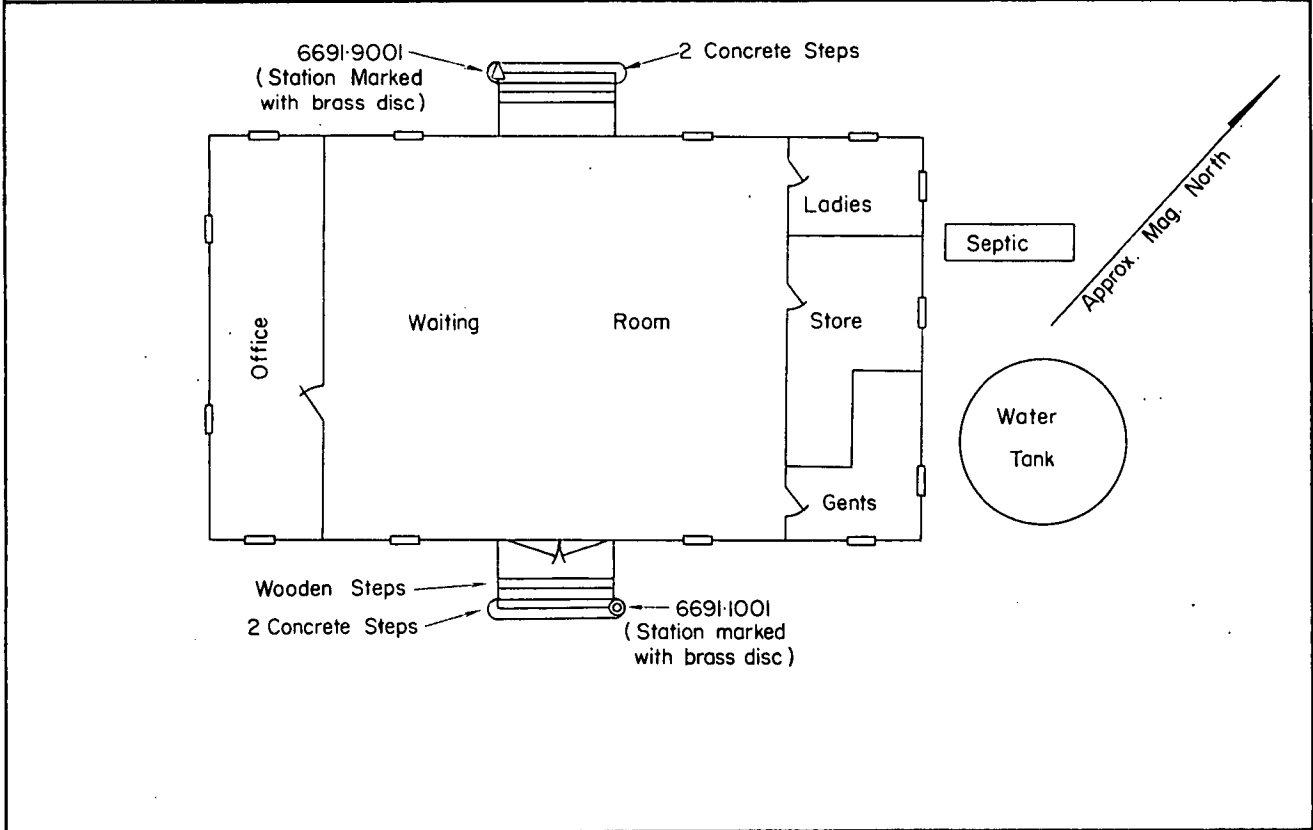 6691·9001
(Station Marked
with brass disc)
2 Concrete Steps
Ladies
Septic
Approx. Mag. North
Office
Waiting Room
Store
Water
Tank
Gents
Wooden Steps
2 Concrete Steps
6691·1001
(Station marked
with brass disc)